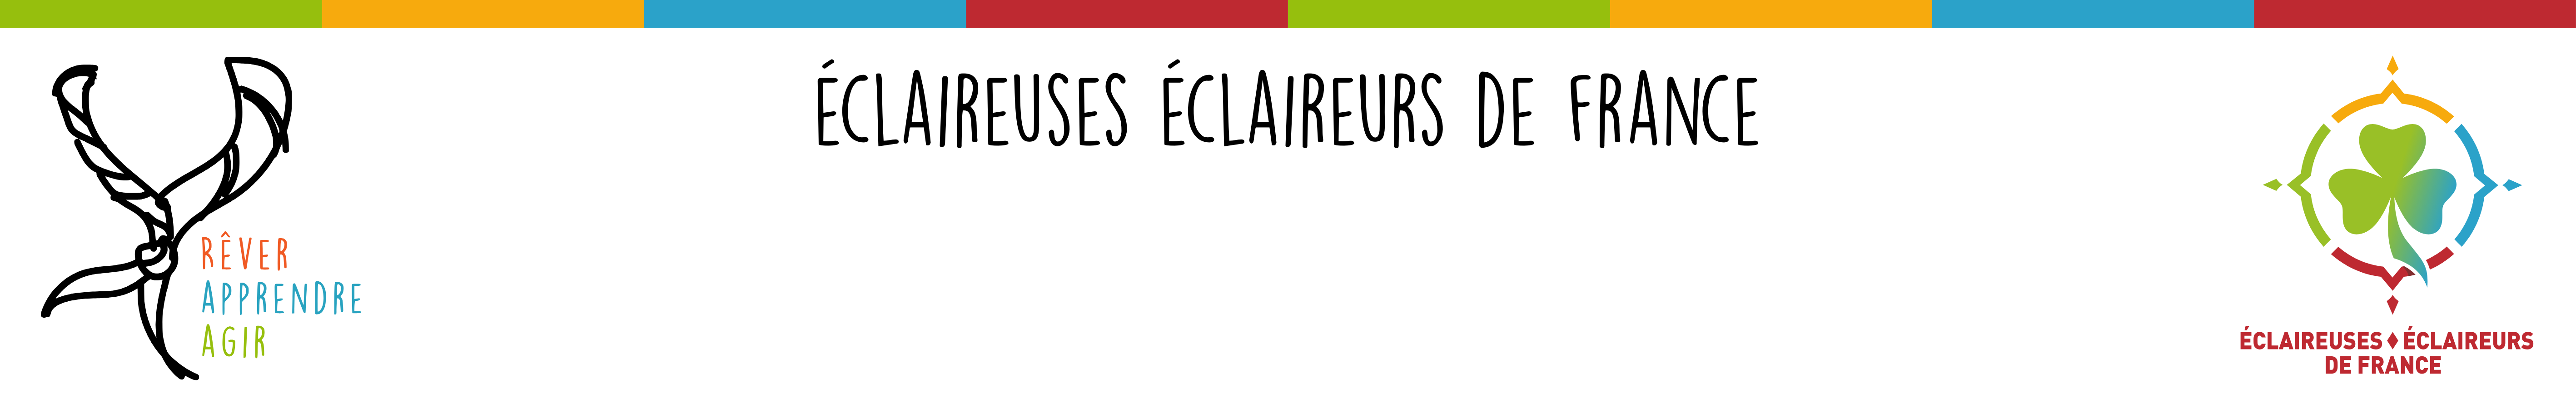 ÉCLAIREUSES ÉCLAIREURS DE FRANCE
RÊVER
APPRENDRE
AGIR
ÉCLAIREUSES ♦ ÉCLAIREURS
DE FRANCE